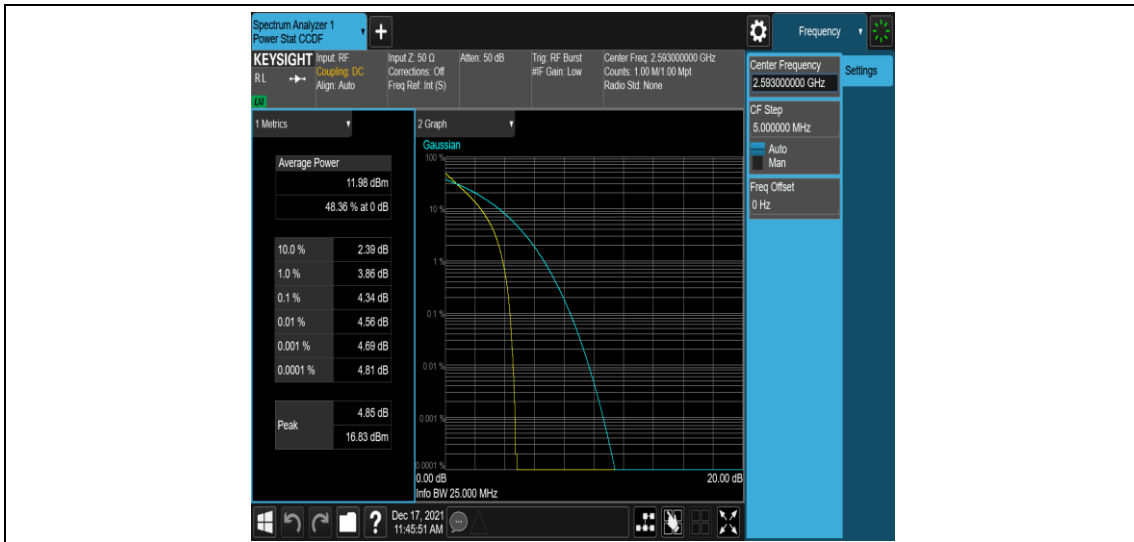 Spectrum Analyzer 1
Power Stat CCDF
+
Frequency
KEYSIGHT
R L
LXI
Input: RF
Coupling: DC
Align: Auto
Input Z: 50 Ω
Corrections: Off
Freq Ref: Int (S)
Atten: 50 dB
Trig: RF Burst
#IF Gain: Low
Center Freq: 2.593000000 GHz
Counts: 1.00 M/1.00 Mpt
Radio Std: None
Center Frequency
2.593000000 GHz
Settings
CF Step
5.000000 MHz
Auto
Man
Freq Offset
0 Hz
1 Metrics
Average Power
11.98 dBm
48.36 % at 0 dB
10.0 % 2.39 dB
1.0 % 3.86 dB
0.1 % 4.34 dB
0.01 % 4.56 dB
0.001 % 4.69 dB
0.0001 % 4.81 dB
Peak
4.85 dB
16.83 dBm
2 Graph
Gaussian
100 %
10 %
1 %
0.1 %
0.01 %
0.001 %
0.0001 %
0.00 dB 20.00 dB
Info BW 25.000 MHz
?
Dec 17, 2021
11:45:51 AM